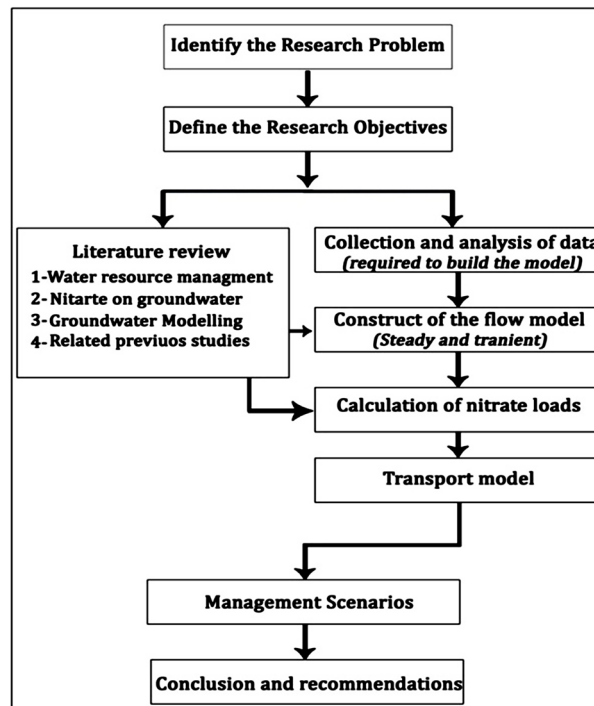 Identify the Research Problem
Define the Research Objectives
Literature review
1-Water resource managment
2- Nitarte on groundwater
3- Groundwater Modelling
4- Related previuos studies
Collection and analysis of data
(required to build the model)
Construct of the flow model
(Steady and tranient)
Calculation of nitrate loads
Transport model
Management Scenarios
Conclusion and recommendations